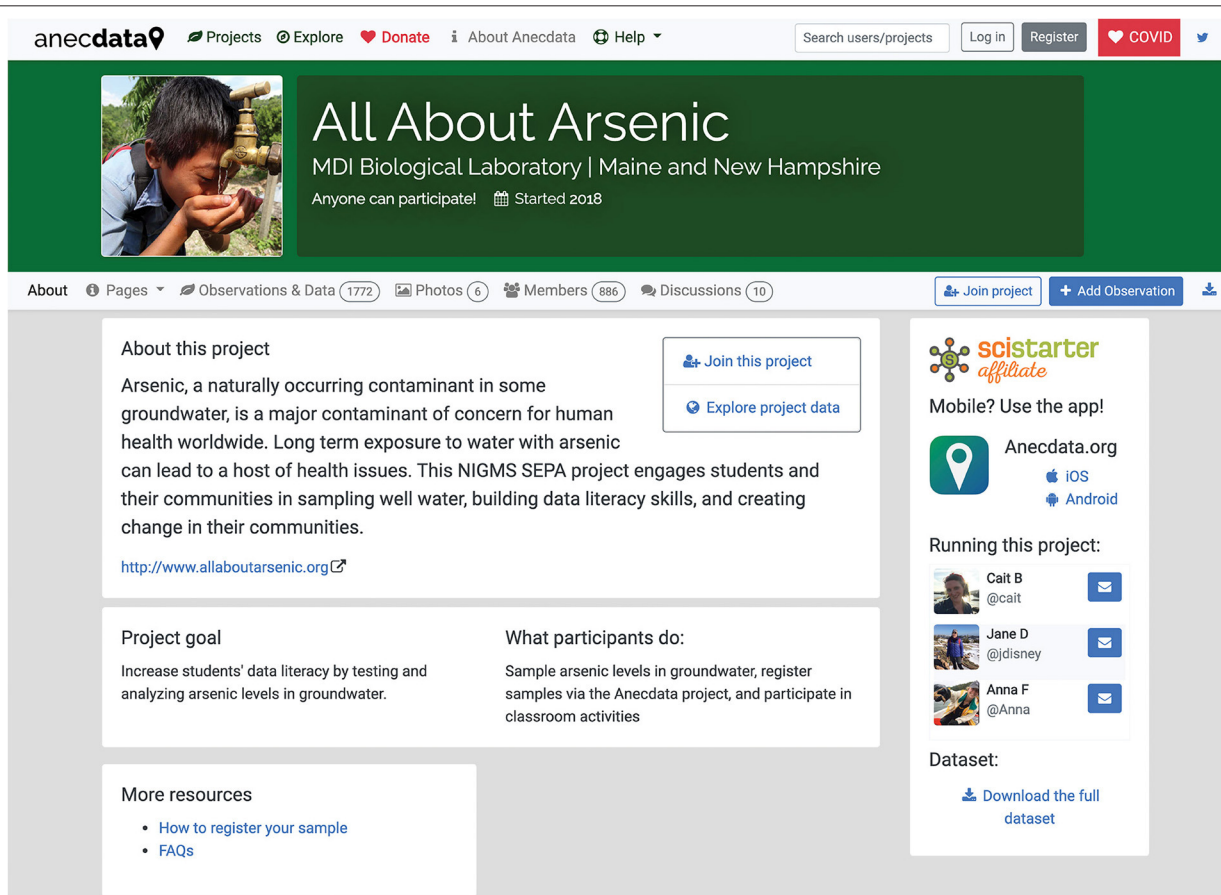 anecdata Projects Explore Donate About Anecdata Help Search users/projects Log in Register COVID
All About Arsenic
MDI Biological Laboratory | Maine and New Hampshire
Anyone can participate! Started 2018
About Pages Observations & Data 1772 Photos 6 Members 886 Discussions 10 Join project + Add Observation
About this project
Arsenic, a naturally occurring contaminant in some
groundwater, is a major contaminant of concern for human
health worldwide. Long term exposure to water with arsenic
can lead to a host of health issues. This NIGMS SEPA project engages students and
their communities in sampling well water, building data literacy skills, and creating
change in their communities.
http://www.allaboutarsenic.org
Join this project
Explore project data
Project goal
Increase students' data literacy by testing and
analyzing arsenic levels in groundwater.
What participants do:
Sample arsenic levels in groundwater, register
samples via the Anecdata project, and participate in
classroom activities
More resources
• How to register your sample
• FAQs
S
scistarter
affiliate
Mobile? Use the app!
Anecdata.org
iOS
Android
Running this project:
Cait B
@cait
Jane D
@jdisney
Anna F
@Anna
Dataset:
Download the full
dataset